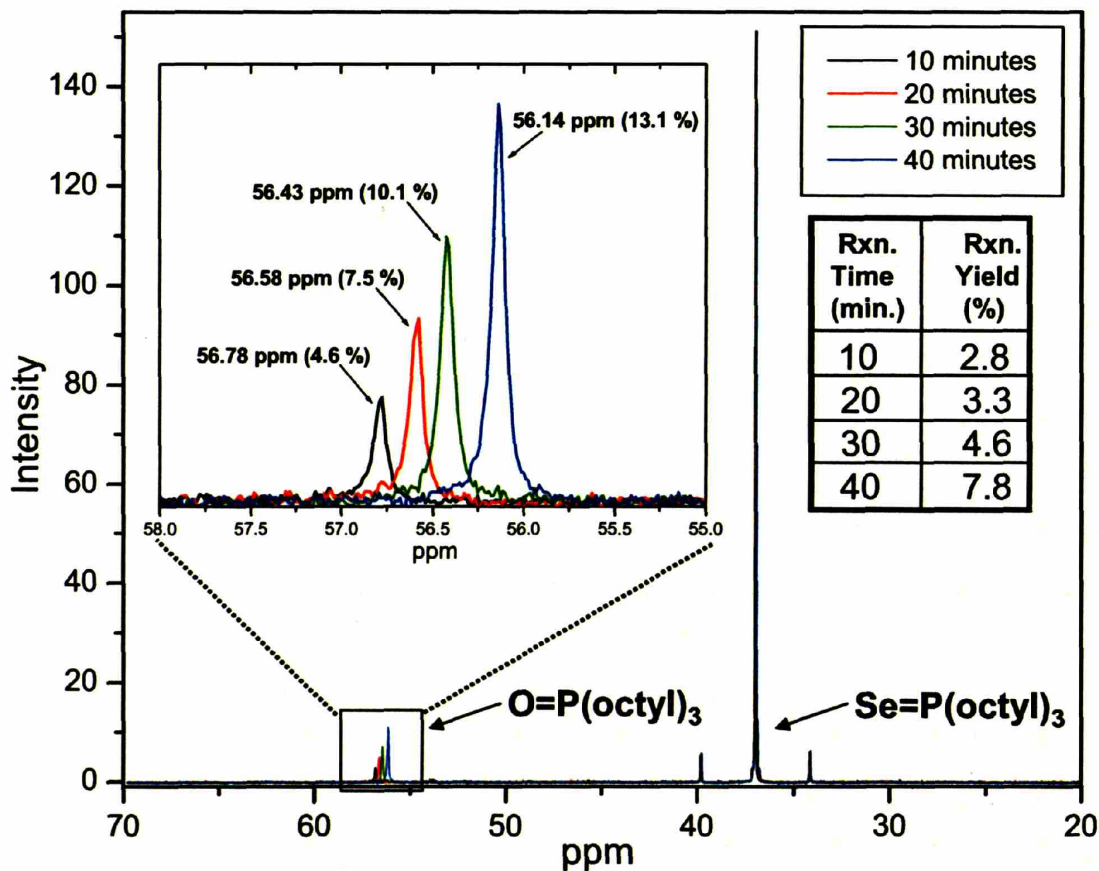 10 minutes
20 minutes
30 minutes
40 minutes
56.14 ppm (13.1 %)
56.43 ppm (10.1 %)
56.58 ppm (7.5 %)
56.78 ppm (4.6 %)
58.0 57.5 57.0 56.5 56.0 55.5 55.0
ppm
Rxn. Time (min.) Rxn. Yield (%)
10 2.8
20 3.3
30 4.6
40 7.8
Intensity
140
120
100
80
60
40
20
0
O=P(octyl)3
Se=P(octyl)3
70 60 50 40 30 20
ppm